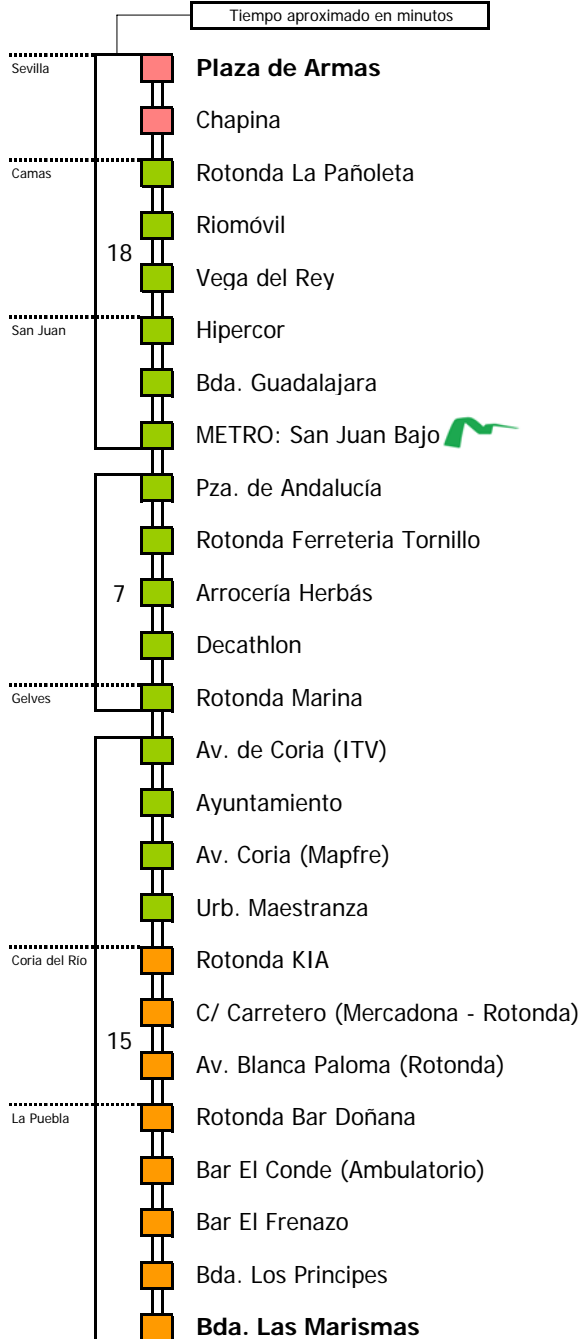 Tiempo aproximado en minutos
Sevilla
Plaza de Armas
Chapina
Camas
Rotonda La Pañoleta
Riomóvil
18
Vega del Rey
San Juan
Hipercor
Bda. Guadalajara
METRO: San Juan Bajo
Pza. de Andalucía
Rotonda Ferreteria Tornillo
7
Arrocería Herbás
Decathlon
Gelves
Rotonda Marina
Av. de Coria (ITV)
Ayuntamiento
Av. Coria (Mapfre)
Urb. Maestranza
Coria del Río
Rotonda KIA
C/ Carretero (Mercadona - Rotonda)
15
Av. Blanca Paloma (Rotonda)
La Puebla
Rotonda Bar Doñana
Bar El Conde (Ambulatorio)
Bar El Frenazo
Bda. Los Principes
Bda. Las Marismas